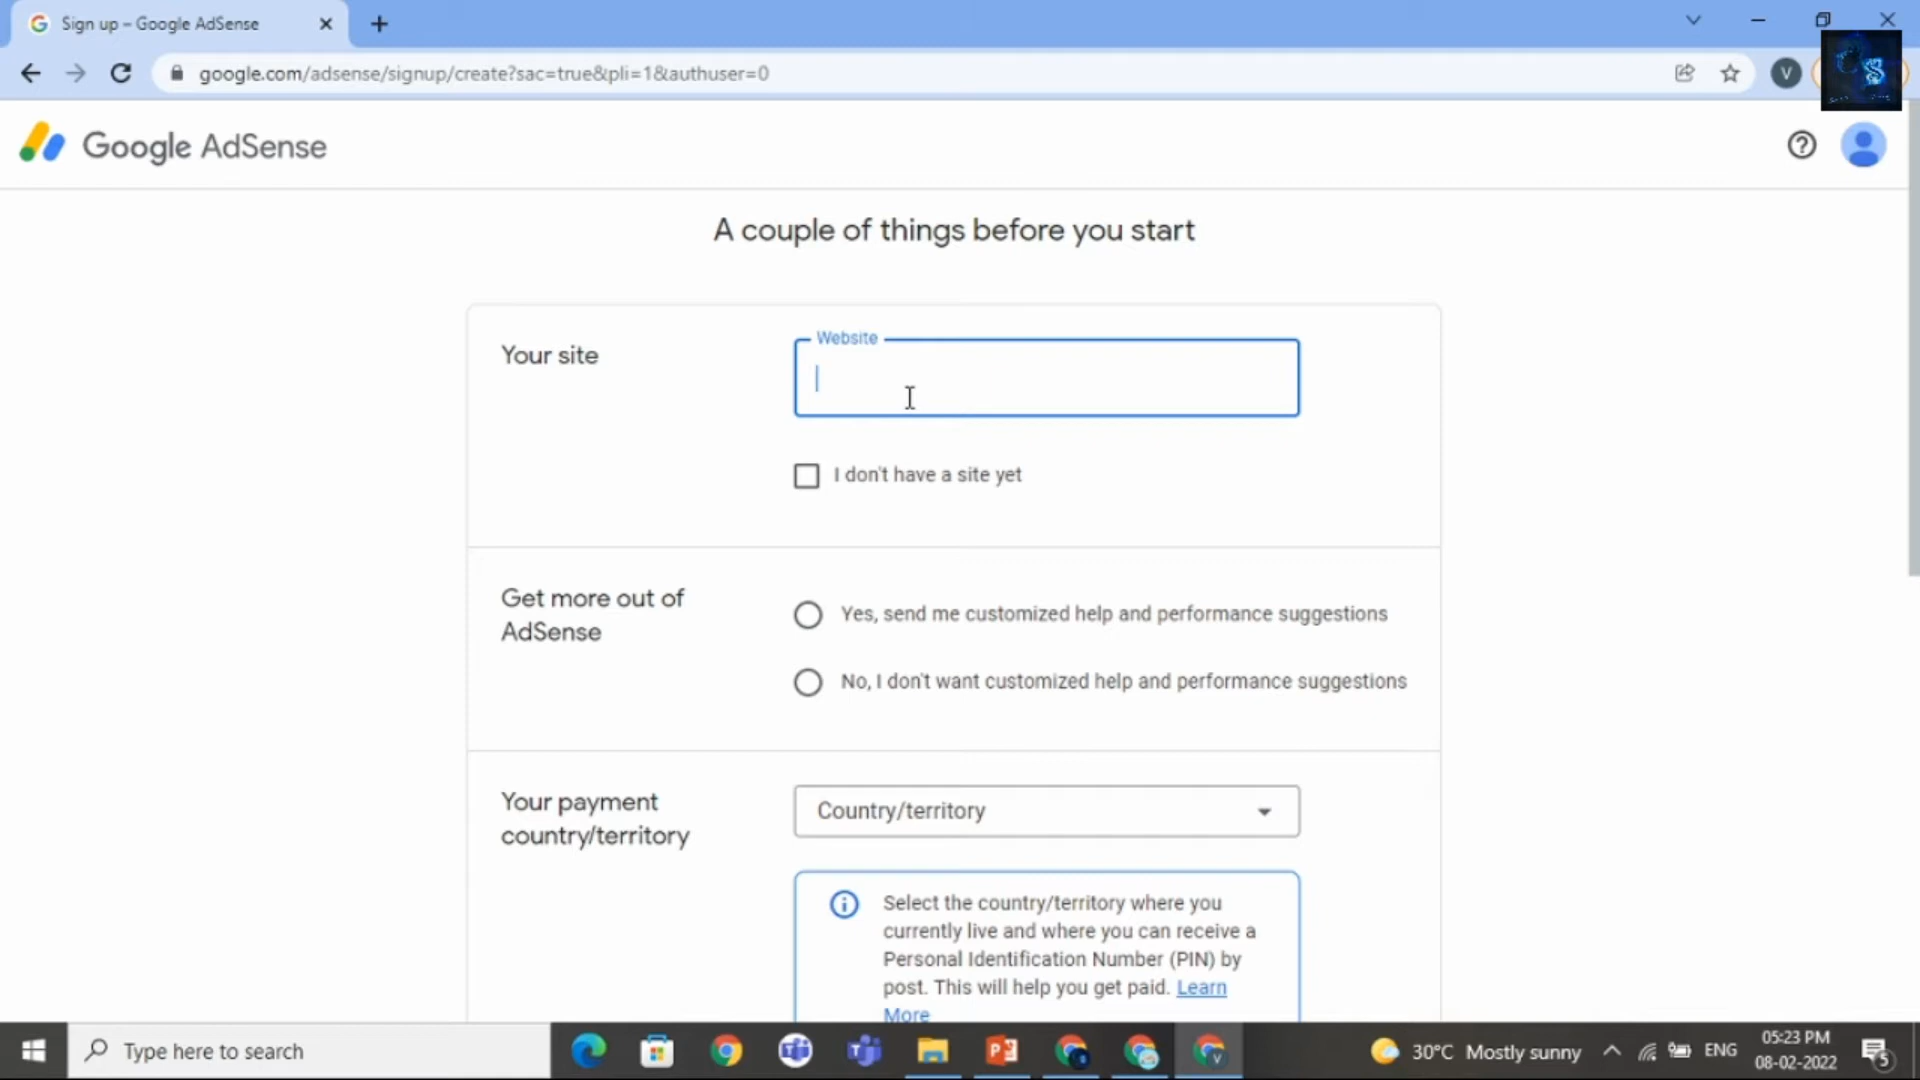 Sign up – Google AdSense
google.com/adsense/signup/create?sac=true&pli=1&authuser=0
V
Google AdSense
A couple of things before you start
Your site
Website
I don't have a site yet
Get more out of
AdSense
Yes, send me customized help and performance suggestions
No, I don't want customized help and performance suggestions
Your payment
country/territory
Country/territory
Select the country/territory where you
currently live and where you can receive a
Personal Identification Number (PIN) by
post. This will help you get paid. Learn
More
Type here to search
30°C Mostly sunny
ENG
05:23 PM
08-02-2022
5